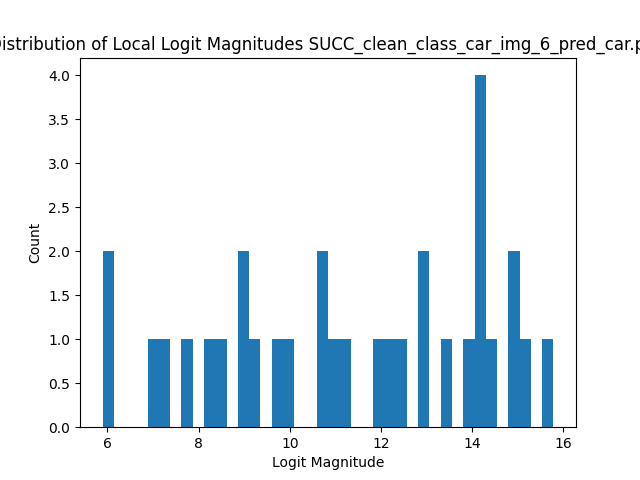 istribution of Local Logit Magnitudes SUCC_clean_class_car_img_6_pred_car.p
4.0
3.5
3.0
2.5
2.0
1.5
1.0
0.5
0.0
Count
6 8 10 12 14 16
Logit Magnitude